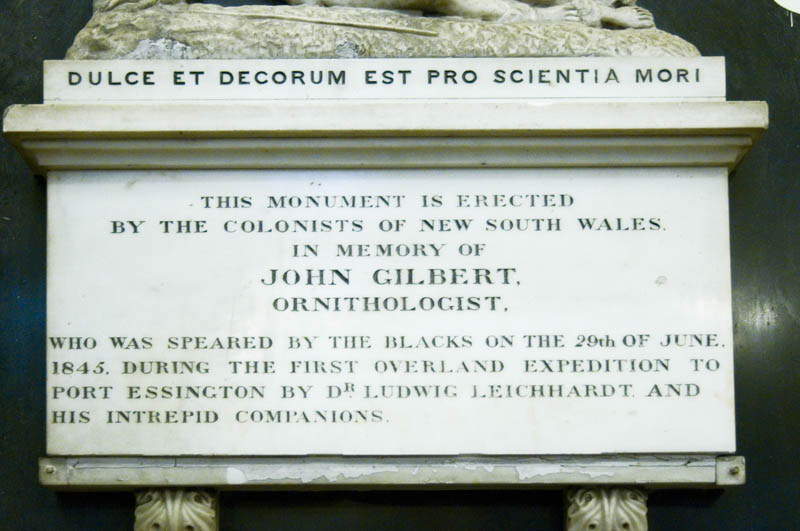 DULCE ET DECORUM EST PRO SCIENTIA MORI
THIS MONUMENT IS ERECTED
BY THE COLONISTS OF NEW SOUTH WALES.
IN MEMORY OF
JOHN GILBERT,
ORNITHOLOGIST,
WHO WAS SPEARED BY THE BLACKS ON THE 29th OF JUNE,
1845, DURING THE FIRST OVERLAND EXPEDITION TO
PORT ESSINGTON BY DR LUDWIG LEICHHARDT. AND
HIS INTREPID COMPANIONS.